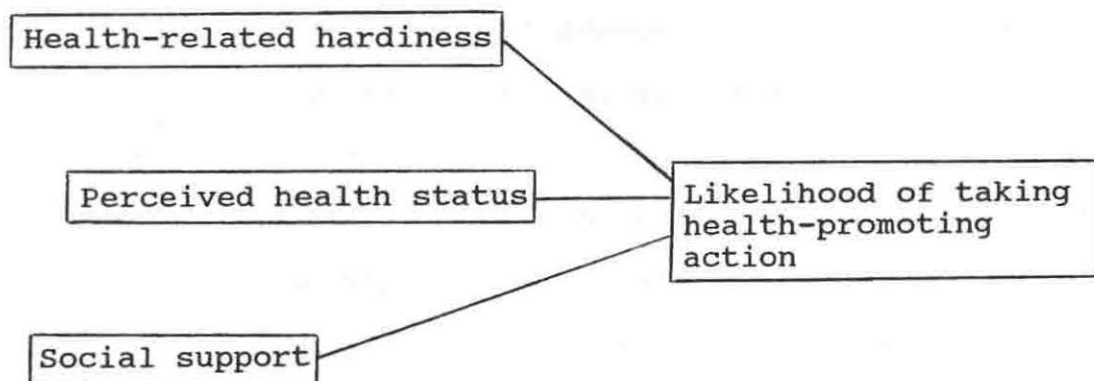 Health-related hardiness
Perceived health status
Likelihood of taking
health-promoting
action
Social support